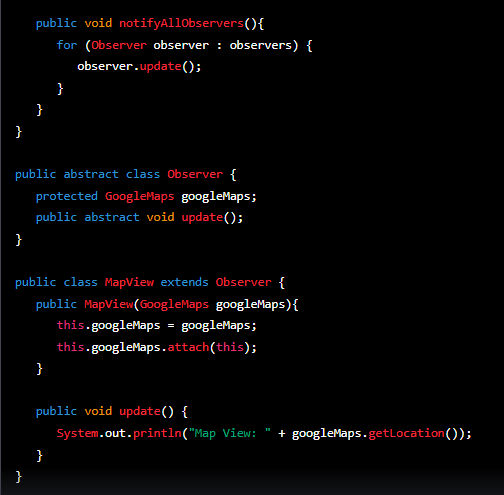 public void notifyAllObservers(){
for (Observer observer : observers) {
observer.update();
}
}
}
public abstract class Observer {
protected GoogleMaps googleMaps;
public abstract void update();
}
public class MapView extends Observer {
public MapView(GoogleMaps googleMaps){
this.googleMaps = googleMaps;
this.googleMaps.attach(this);
}
public void update() {
System.out.println("Map View: " + googleMaps.getLocation());
}
}